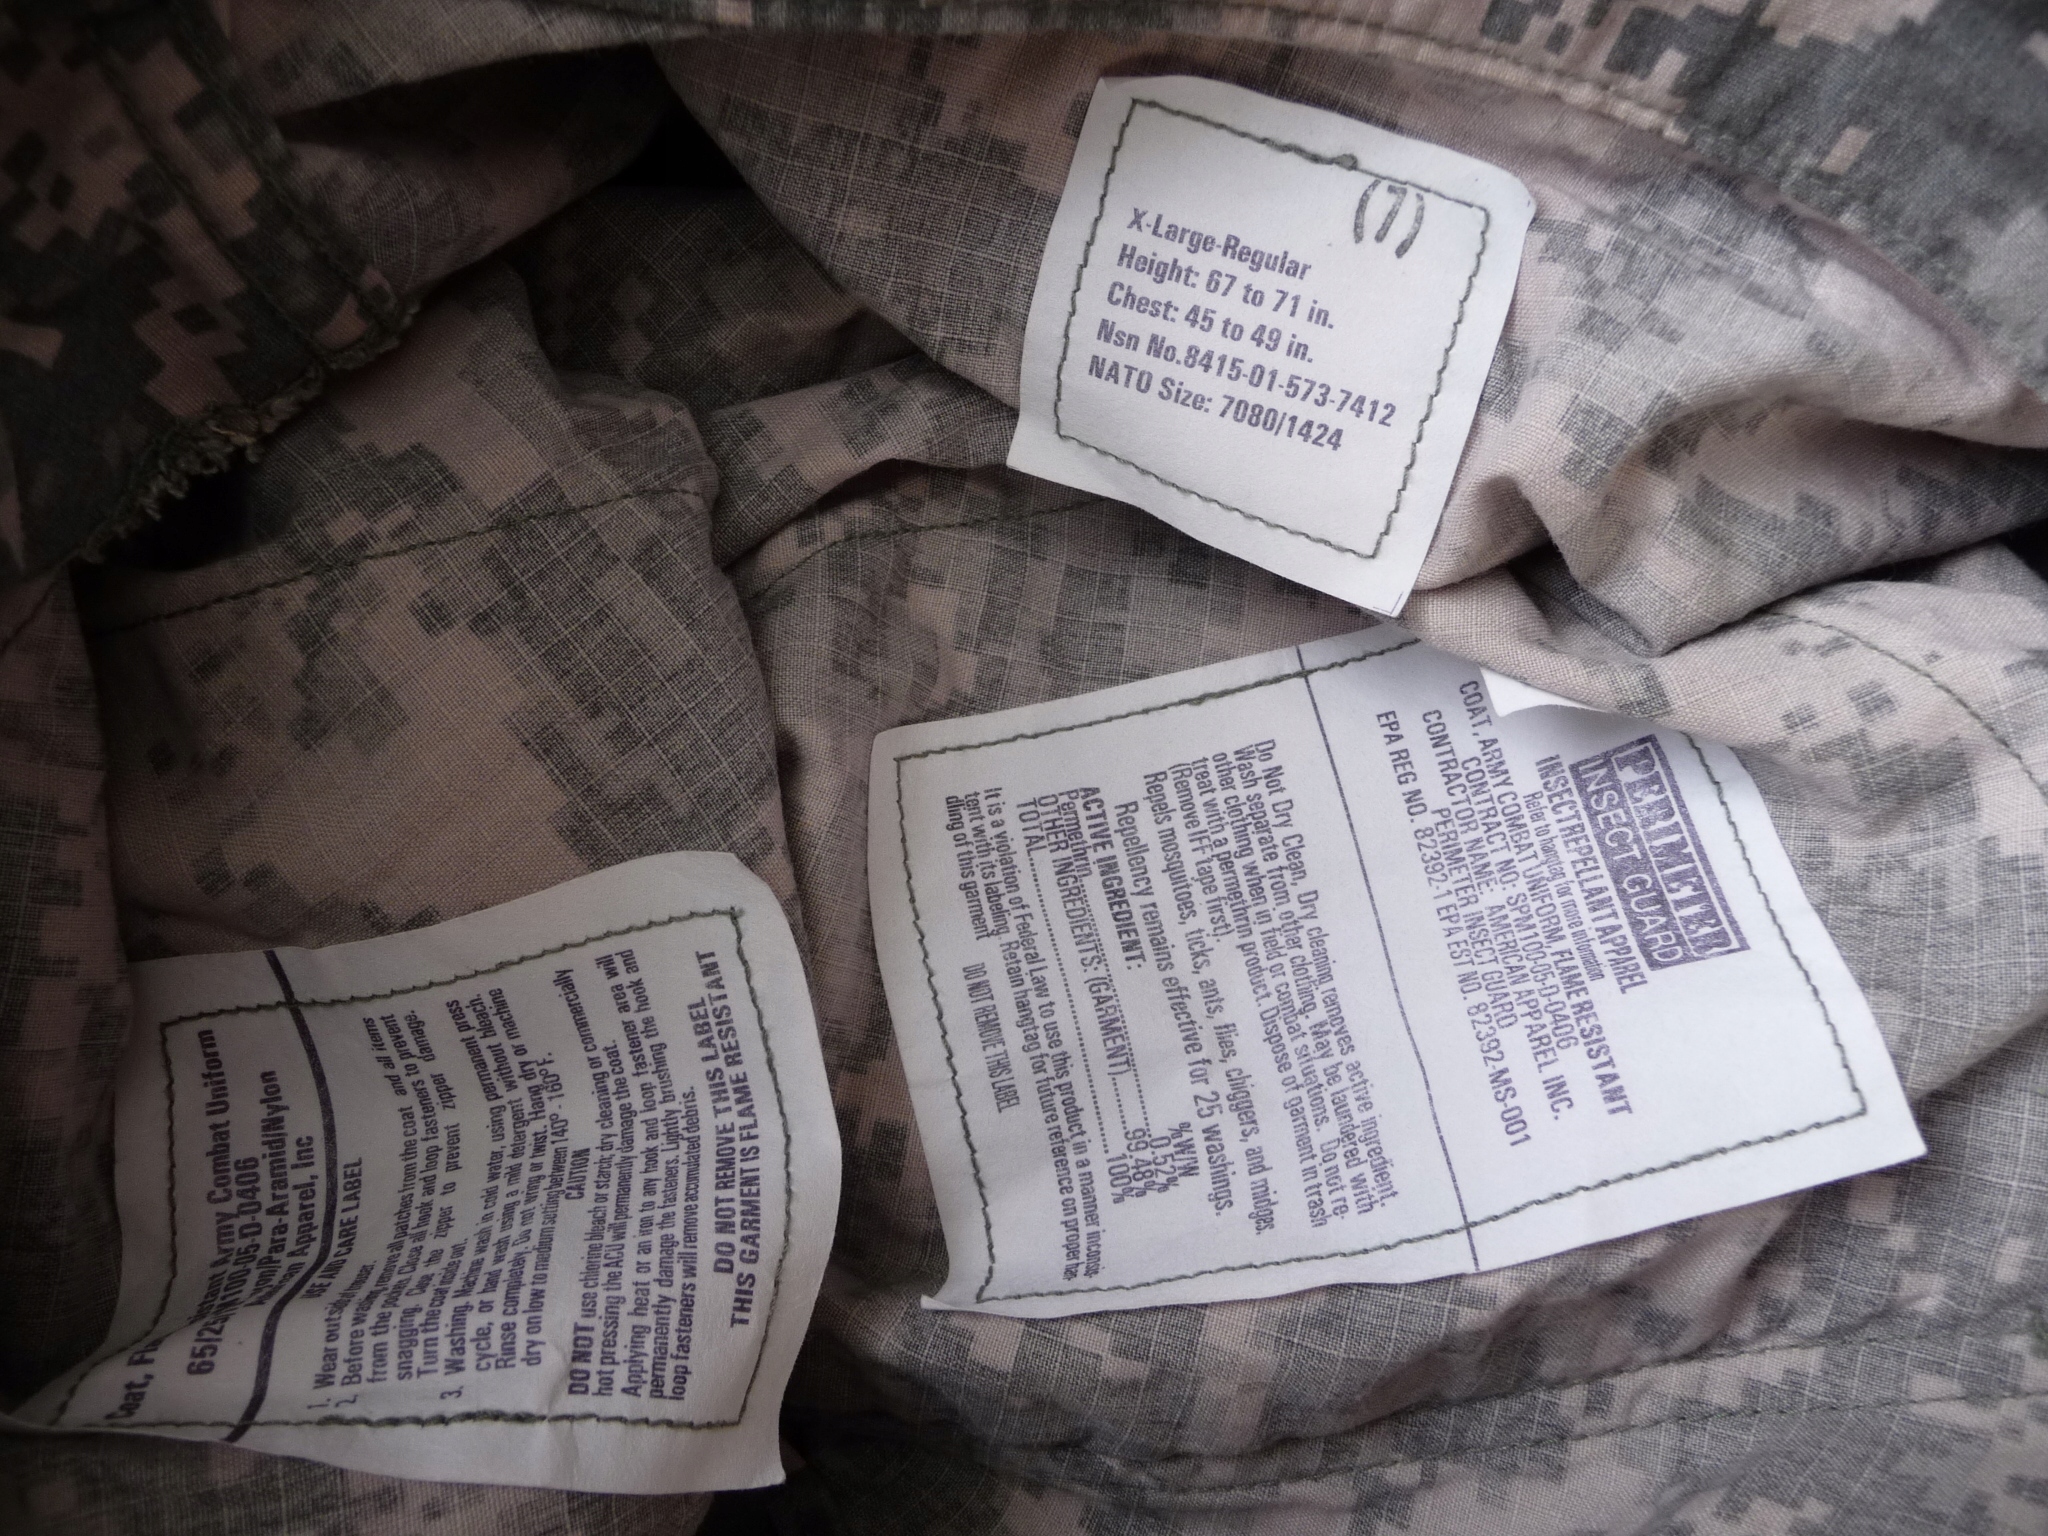 (7)
X-Large-Regular
Height: 67 to 71 in.
Chest: 45 to 49 in.
Nsn No.8415-01-573-7412
NATO Size: 7080/1424
PERIMETER
INSECT GUARD
INSECT REPELLANT APPAREL
Refer to hangtag for more information
COAT, ARMY COMBAT UNIFORM, FLAME RESISTANT
CONTRACT NO: SPM100-05-D-0406
CONTRACTOR NAME: AMERICAN APPAREL INC.
PERIMETER INSECT GUARD
EPA REG NO. 82392-1 EPA EST NO. 82392-MS-001
Do Not Dry Clean, Dry cleaning removes active ingredient.
Wash separate from other clothing. May be laundered with
other clothing when in field or combat situations. Do not re-
treat with a permethrin product. Dispose of garment in trash
(Remove IFF tape first).
Repels mosquitoes, ticks, ants, flies, chiggers, and midges.
Repellency remains effective for 25 washings.
ACTIVE INGREDIENT: %W/W
Permethrin 0.52%
OTHER INGREDIENTS: (GARMENT) 99.48%
TOTAL 100%
It is a violation of Federal Law to use this product in a manner inconsis-
tent with its labeling. Retain hangtag for future reference on proper han-
dling of this garment DO NOT REMOVE THIS LABEL
Coat, Army Combat Uniform
100-05-D-0406
65/25 /Para-Aramid/Nylon
Apparel, Inc
USE AND CARE LABEL
1. Wear outside trouser
2. Before washing, remove all patches from the coat and all items
from the pocket. Close all hook and loop fasteners to prevent
snagging. Close the zipper to prevent zipper damage.
Turn the coat inside out.
3. Washing. Machine wash in cold water, using permanent press
cycle, or hand wash using a mild detergent without bleach.
Rinse completely. Do not wring or twist. Hang dry or machine
dry on low to medium setting between 140° - 160° F.
CAUTION
DO NOT use chlorine bleach or starch; dry cleaning or commercially
hot pressing the ACU will permanently damage the coat.
Applying heat or an iron to any hook and loop fastener area will
permanently damage the fasteners. Lightly brushing the hook and
loop fasteners will remove accumulated debris.
DO NOT REMOVE THIS LABEL
THIS GARMENT IS FLAME RESISTANT